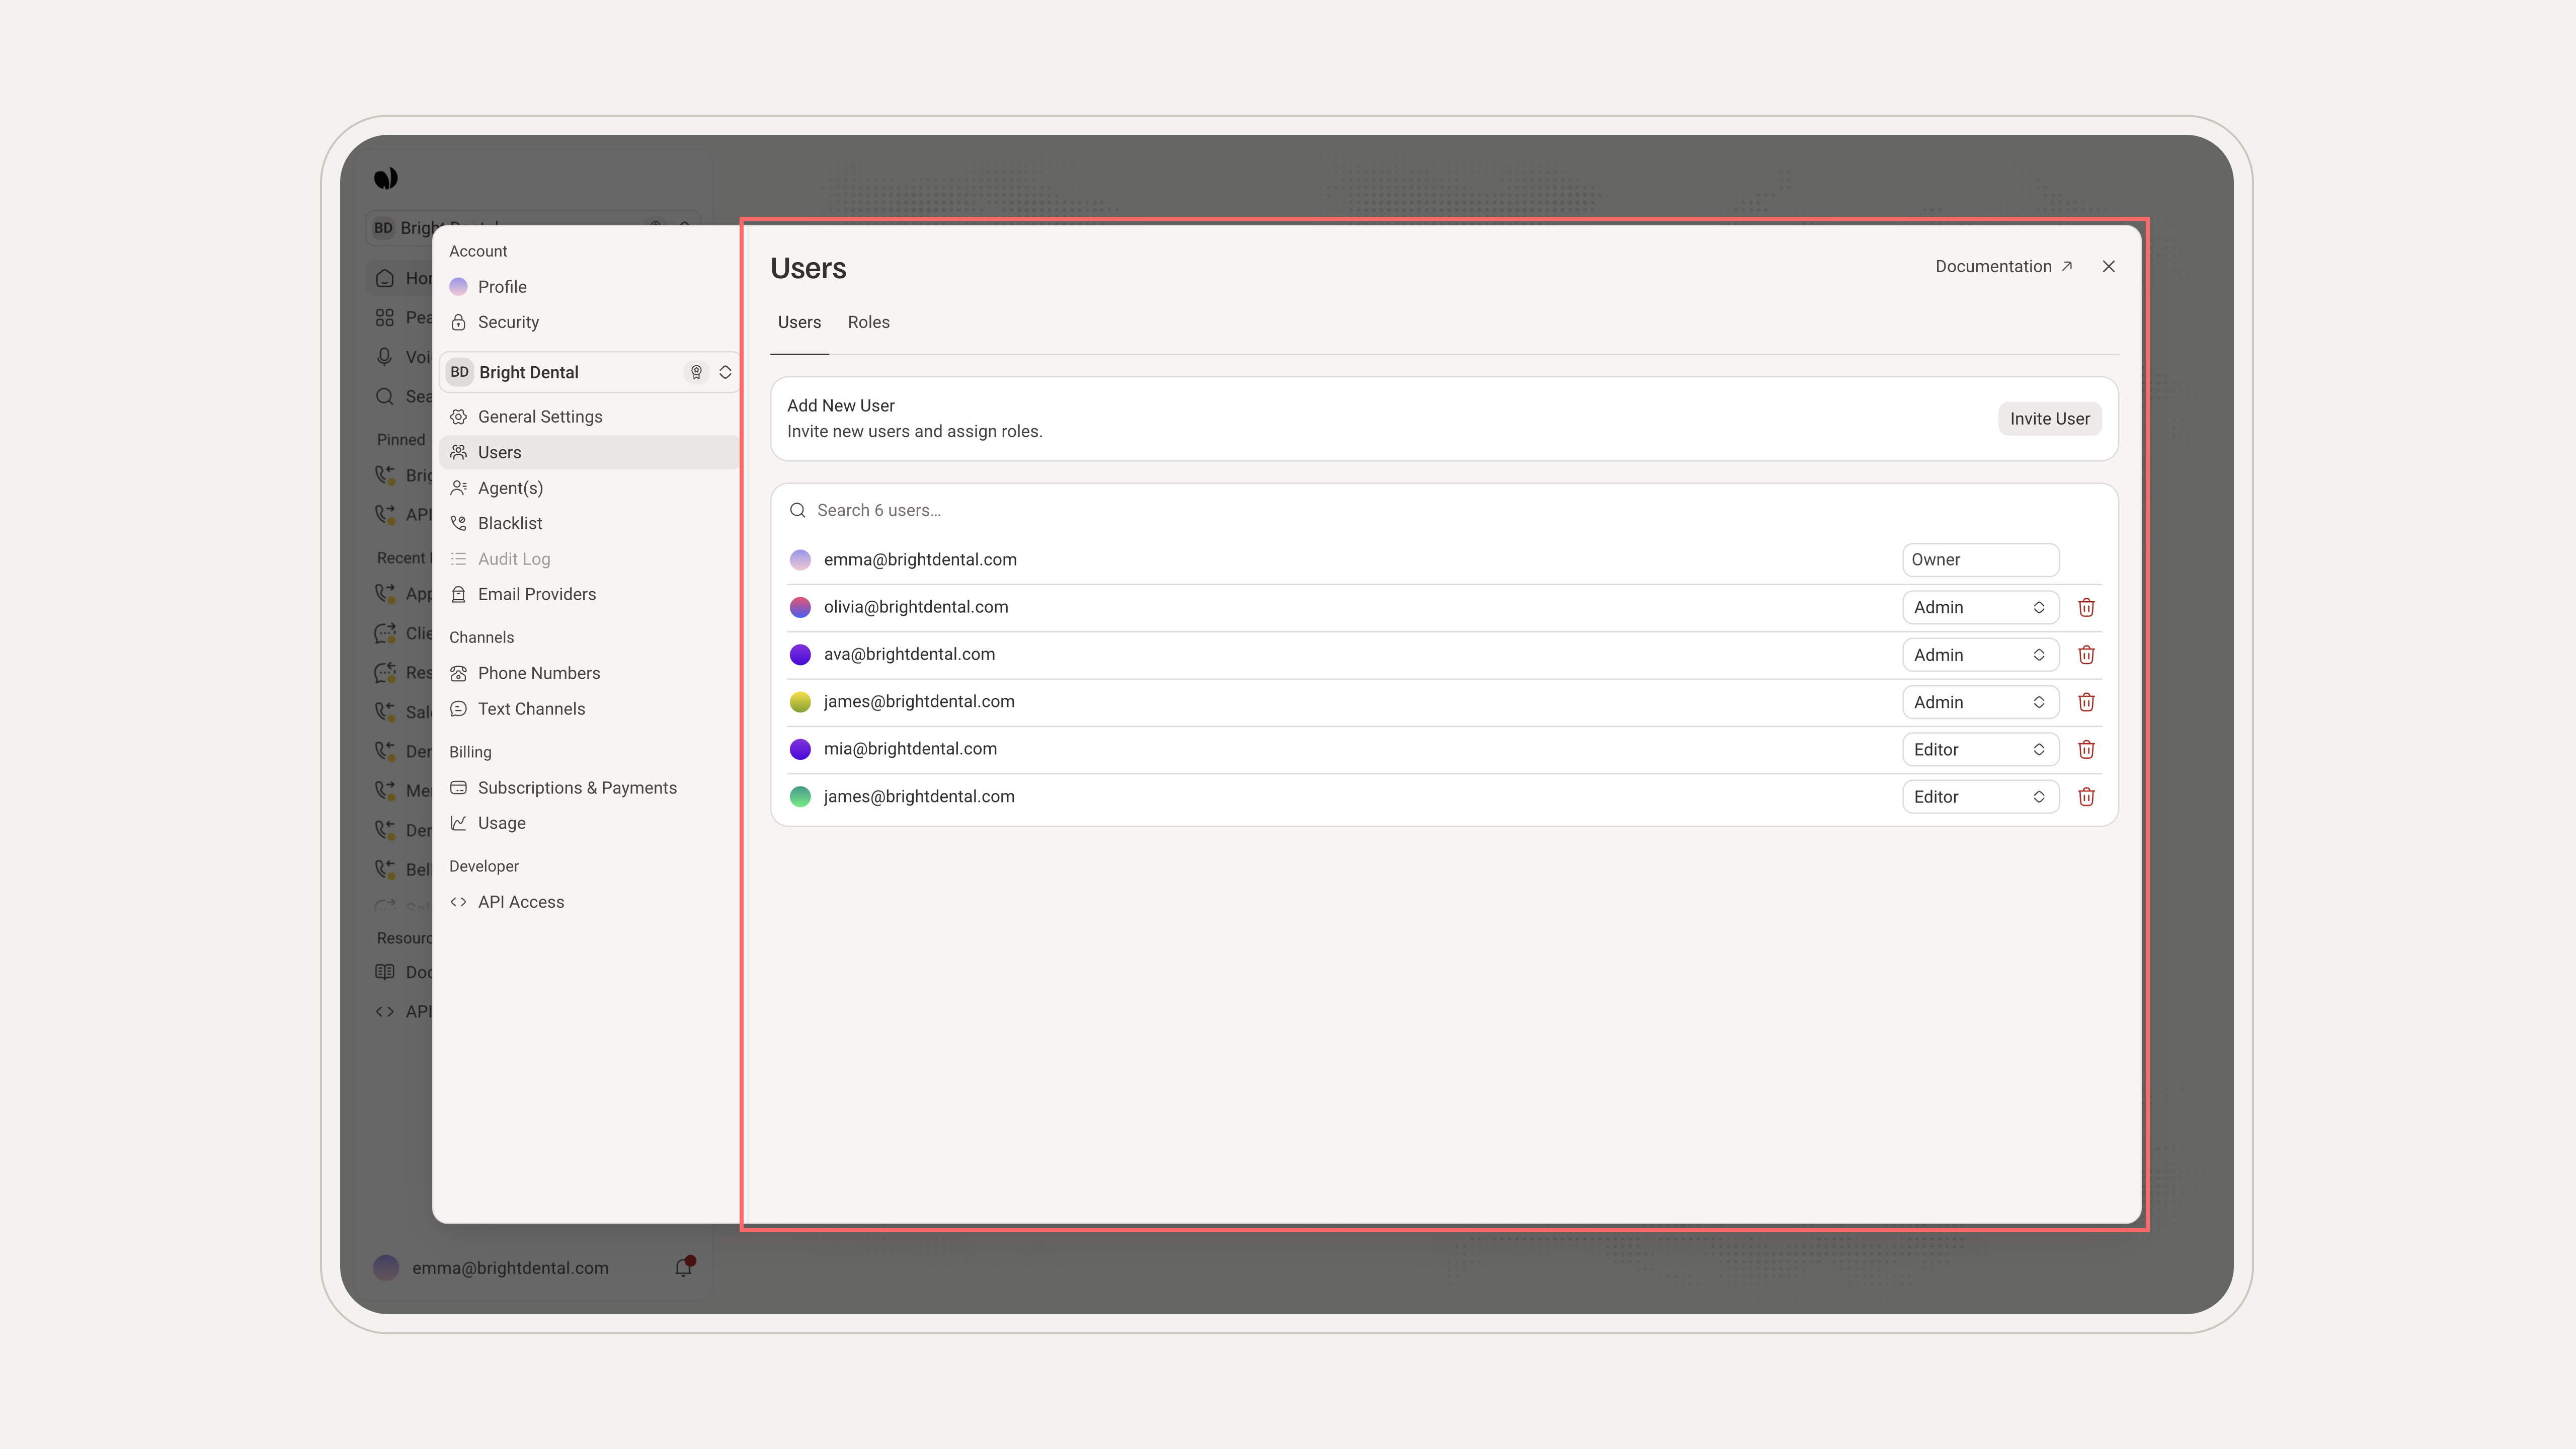 BD
Account
Profile
Security
BD Bright Dental
General Settings
Users
Agent(s)
Blacklist
Audit Log
Email Providers
Channels
Phone Numbers
Text Channels
Billing
Subscriptions & Payments
Usage
Developer
API Access
Pinned
API
Recent
API
emma@brightdental.com
Users
Documentation
Users Roles
Add New User
Invite new users and assign roles.
Invite User
Search 6 users...
emma@brightdental.com Owner
olivia@brightdental.com Admin
ava@brightdental.com Admin
james@brightdental.com Admin
mia@brightdental.com Editor
james@brightdental.com Editor